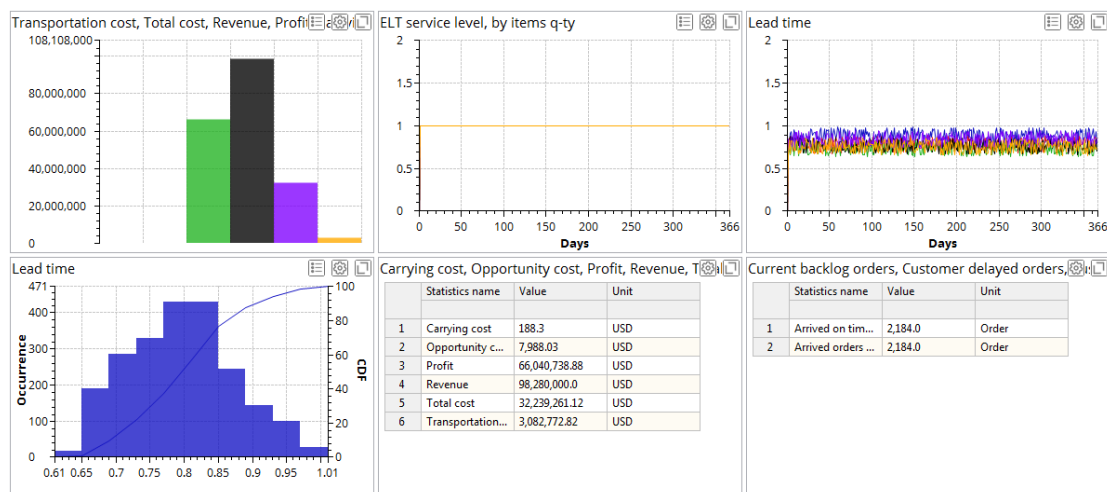 Transportation cost, Total cost, Revenue, Profit
108,108,000
80,000,000
60,000,000
40,000,000
20,000,000
0
ELT service level, by items q-ty
2
1.5
1
0.5
0
0 50 100 150 200 250 300 366
Days
Lead time
2
1.5
1
0.5
0
0 50 100 150 200 250 300 366
Days
Lead time
471
400
300
200
100
0
Occurrence
100
80
60
40
20
0
CDF
0.61 0.65 0.7 0.75 0.8 0.85 0.9 0.95 1.01
Carrying cost, Opportunity cost, Profit, Revenue,
Statistics name Value Unit
1 Carrying cost 188.3 USD
2 Opportunity c... 7,988.03 USD
3 Profit 66,040,738.88 USD
4 Revenue 98,280,000.0 USD
5 Total cost 32,239,261.12 USD
6 Transportation... 3,082,772.82 USD
Current backlog orders, Customer delayed orders,
Statistics name Value Unit
1 Arrived on tim... 2,184.0 Order
2 Arrived orders ... 2,184.0 Order